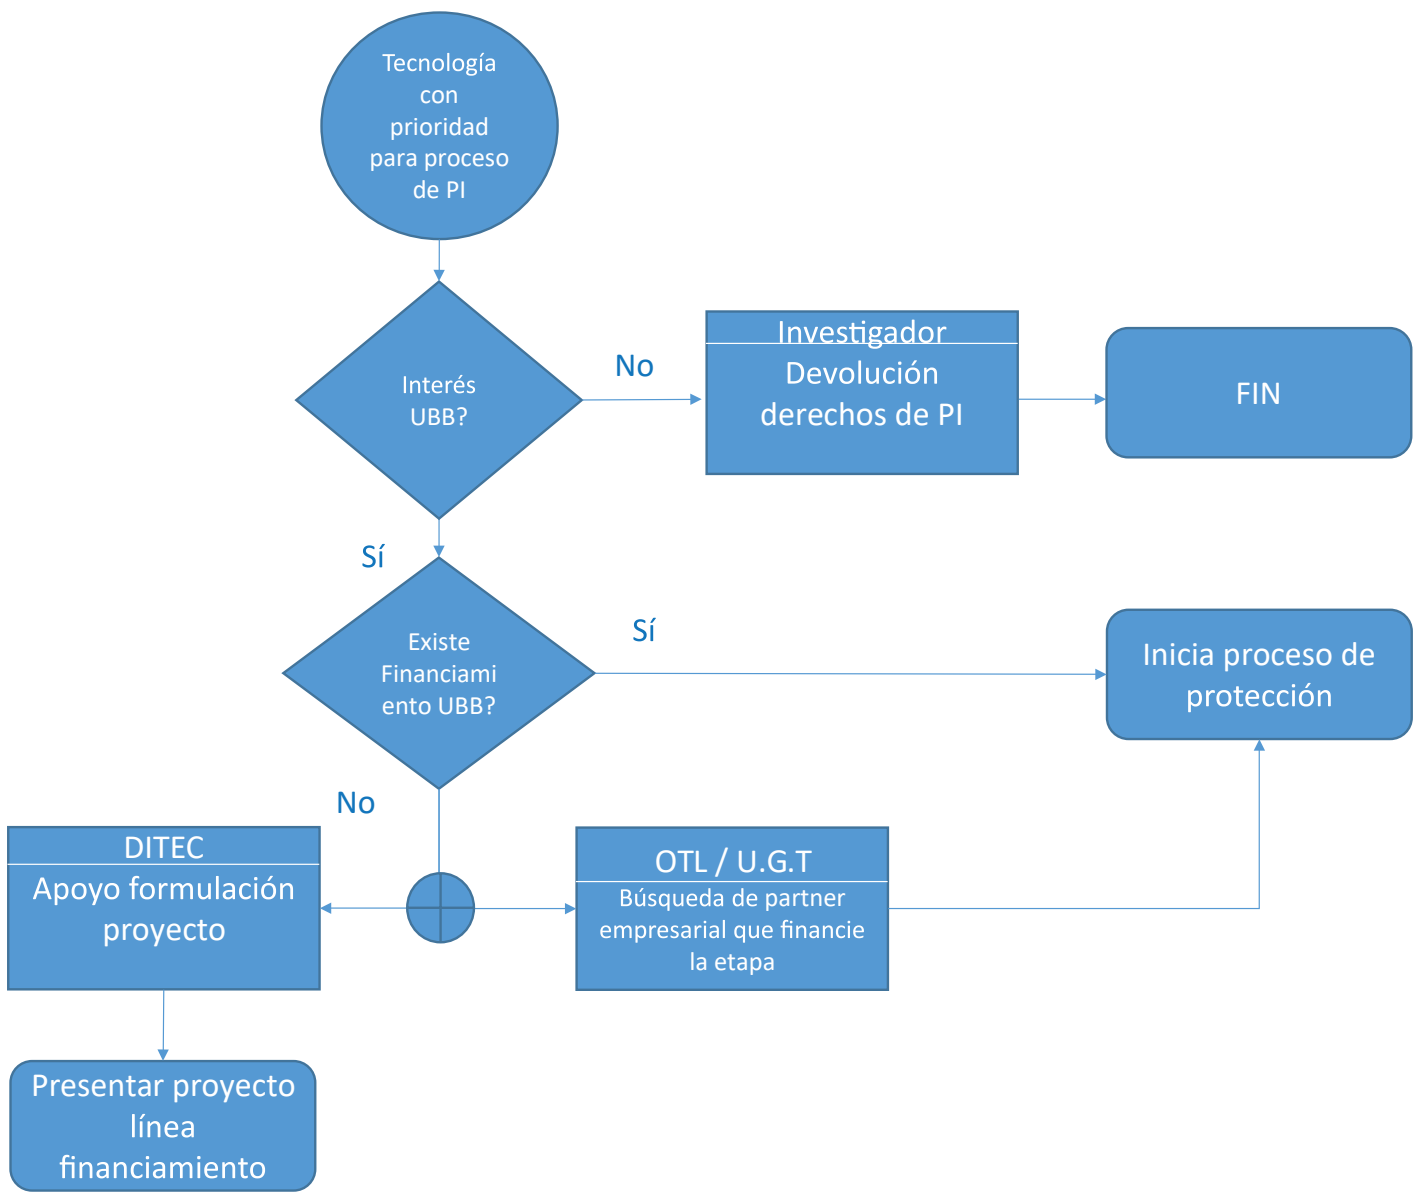 Tecnología
con
prioridad
para proceso
de PI
Interés
UBB?
No
Investigador
Devolución
derechos de PI
FIN
Sí
Existe
Financiami
ento UBB?
Sí
Inicia proceso de
protección
No
DITEC
Apoyo formulación
proyecto
OTL / U.G.T
Búsqueda de partner
empresarial que financie
la etapa
Presentar proyecto
línea
financiamiento